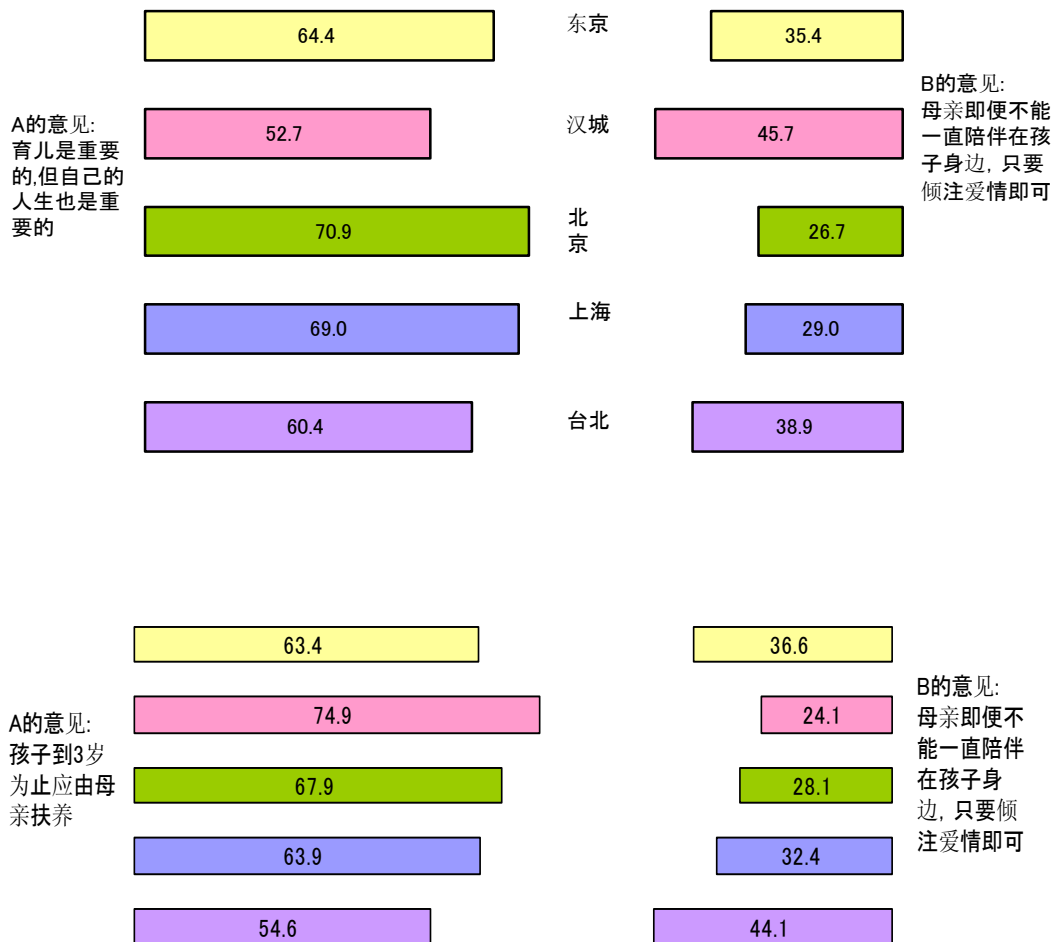 64.4
东京
35.4
A的意见:
育儿是重要
的,但自己的
人生也是重
要的
52.7
汉城
45.7
B的意见:
母亲即便不能
一直陪伴在孩
子身边, 只要
倾注爱情即可
70.9
北
京
26.7
69.0
上海
29.0
60.4
台北
38.9
63.4
36.6
A的意见:
孩子到3岁
为止应由母
亲扶养
74.9
24.1
B的意见:
母亲即便不
能一直陪伴
在孩子身
边, 只要倾
注爱情即可
67.9
28.1
63.9
32.4
54.6
44.1